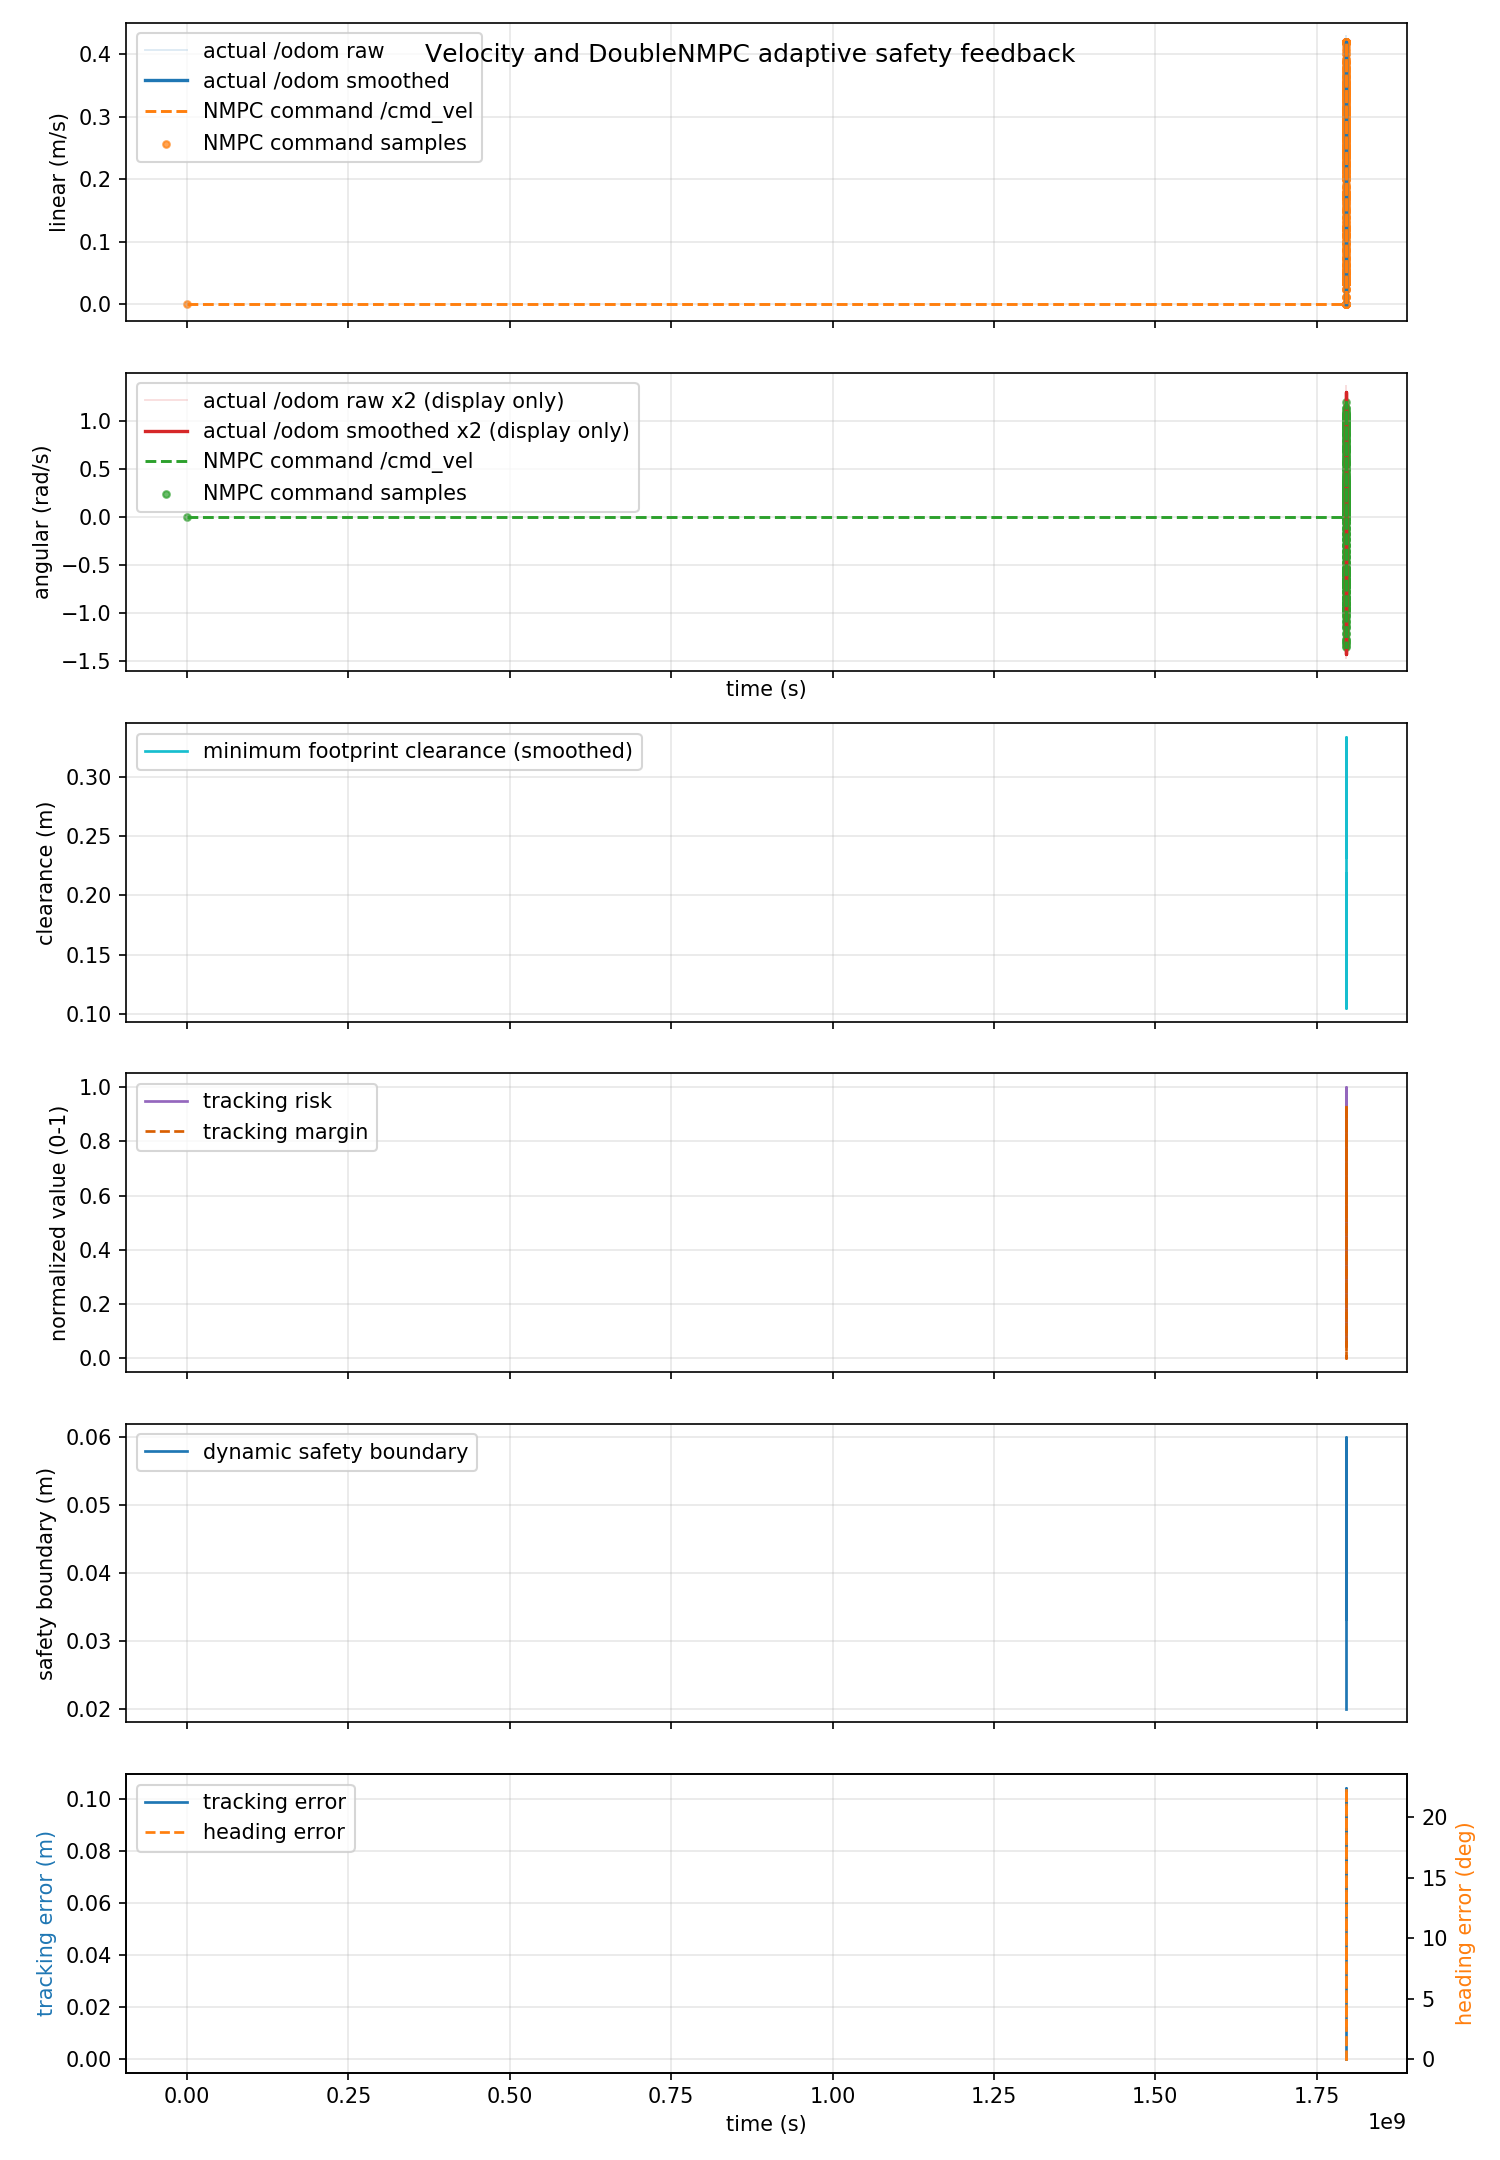 Velocity and DoubleNMPC adaptive safety feedback
actual /odom raw
actual /odom smoothed
NMPC command /cmd_vel
NMPC command samples
linear (m/s)
0.4
0.3
0.2
0.1
0.0
actual /odom raw x2 (display only)
actual /odom smoothed x2 (display only)
NMPC command /cmd_vel
NMPC command samples
angular (rad/s)
1.0
0.5
0.0
−0.5
−1.0
−1.5
time (s)
minimum footprint clearance (smoothed)
clearance (m)
0.30
0.25
0.20
0.15
0.10
tracking risk
tracking margin
normalized value (0-1)
1.0
0.8
0.6
0.4
0.2
0.0
dynamic safety boundary
safety boundary (m)
0.06
0.05
0.04
0.03
0.02
tracking error
heading error
tracking error (m)
0.10
0.08
0.06
0.04
0.02
0.00
heading error (deg)
20
15
10
5
0
0.00 0.25 0.50 0.75 1.00 1.25 1.50 1.75
1e9
time (s)